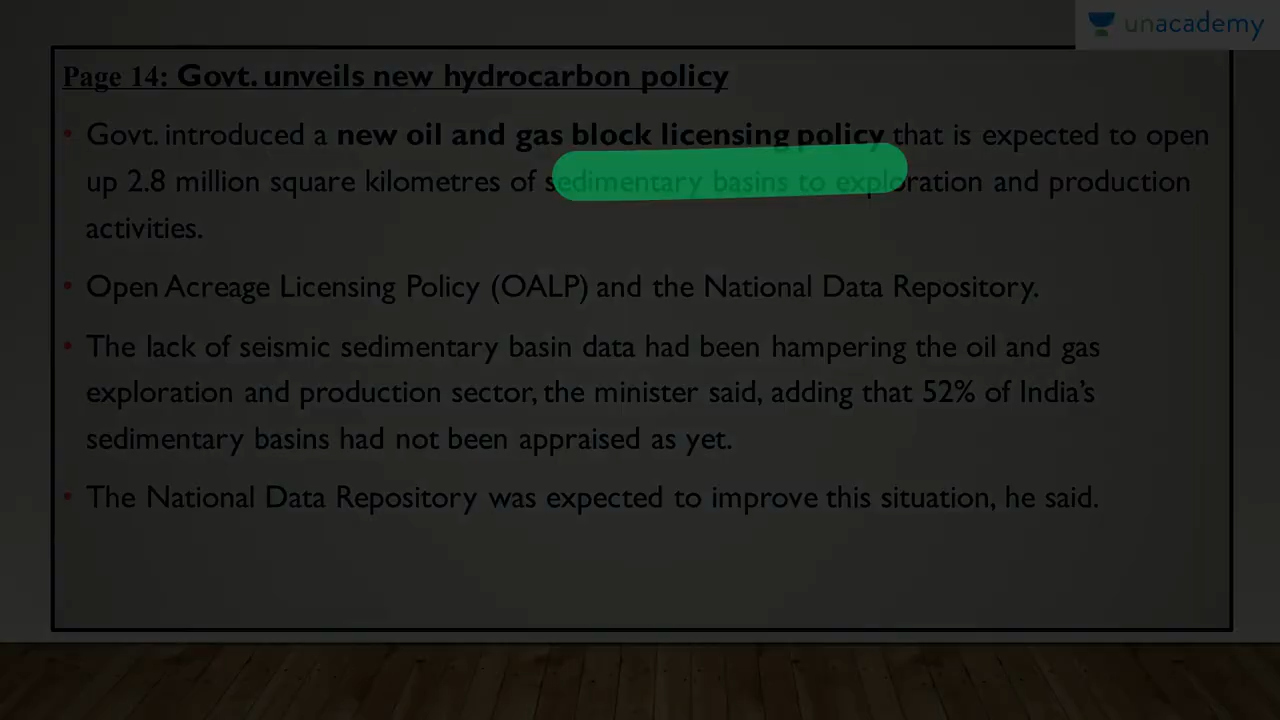 unacademy
Page 14: Govt. unveils new hydrocarbon policy
• Govt. introduced a new oil and gas block licensing policy that is expected to open
up 2.8 million square kilometres of sedimentary basins to exploration and production
activities.
• Open Acreage Licensing Policy (OALP) and the National Data Repository.
• The lack of seismic sedimentary basin data had been hampering the oil and gas
exploration and production sector, the minister said, adding that 52% of India’s
sedimentary basins had not been appraised as yet.
• The National Data Repository was expected to improve this situation, he said.